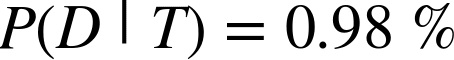 P(D | T) = 0.98 %